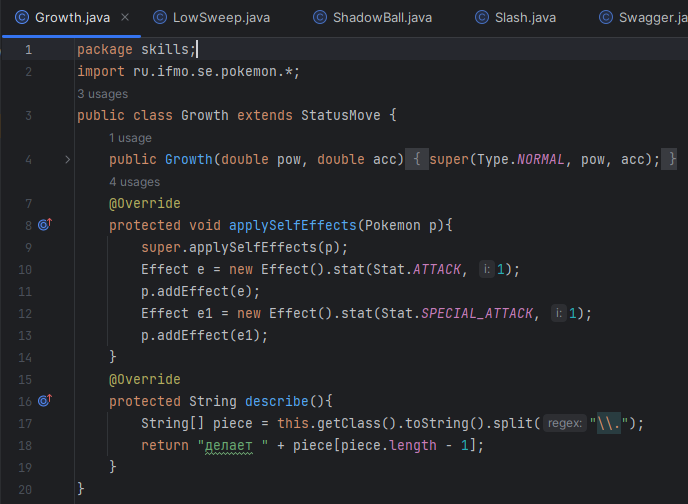 Growth.java × LowSweep.java ShadowBall.java Slash.java Swagger.ja
1 package skills;
2 import ru.ifmo.se.pokemon.*;
3 usages
3 public class Growth extends StatusMove {
1 usage
4 public Growth(double pow, double acc) { super(Type.NORMAL, pow, acc); }
4 usages
7 @Override
8 protected void applySelfEffects(Pokemon p){
9 super.applySelfEffects(p);
10 Effect e = new Effect().stat(Stat.ATTACK, i: 1);
11 p.addEffect(e);
12 Effect e1 = new Effect().stat(Stat.SPECIAL_ATTACK, i: 1);
13 p.addEffect(e1);
14 }
15 @Override
16 protected String describe(){
17 String[] piece = this.getClass().toString().split( regex: "\\.");
18 return "делает " + piece[piece.length - 1];
19 }
20 }